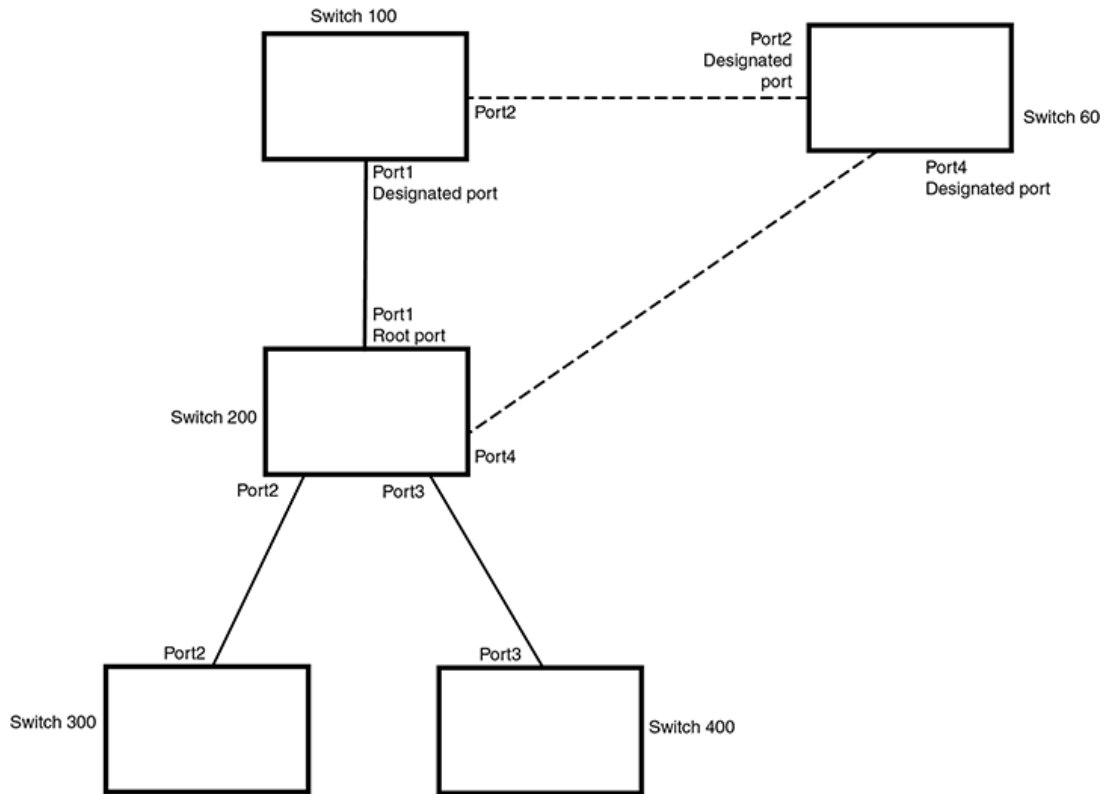 Switch 100
Port2
Designated
port
Port2
Switch 60
Port1
Designated port
Port4
Designated port
Port1
Root port
Switch 200
Port4
Port2
Port3
Port2
Port3
Switch 300
Switch 400